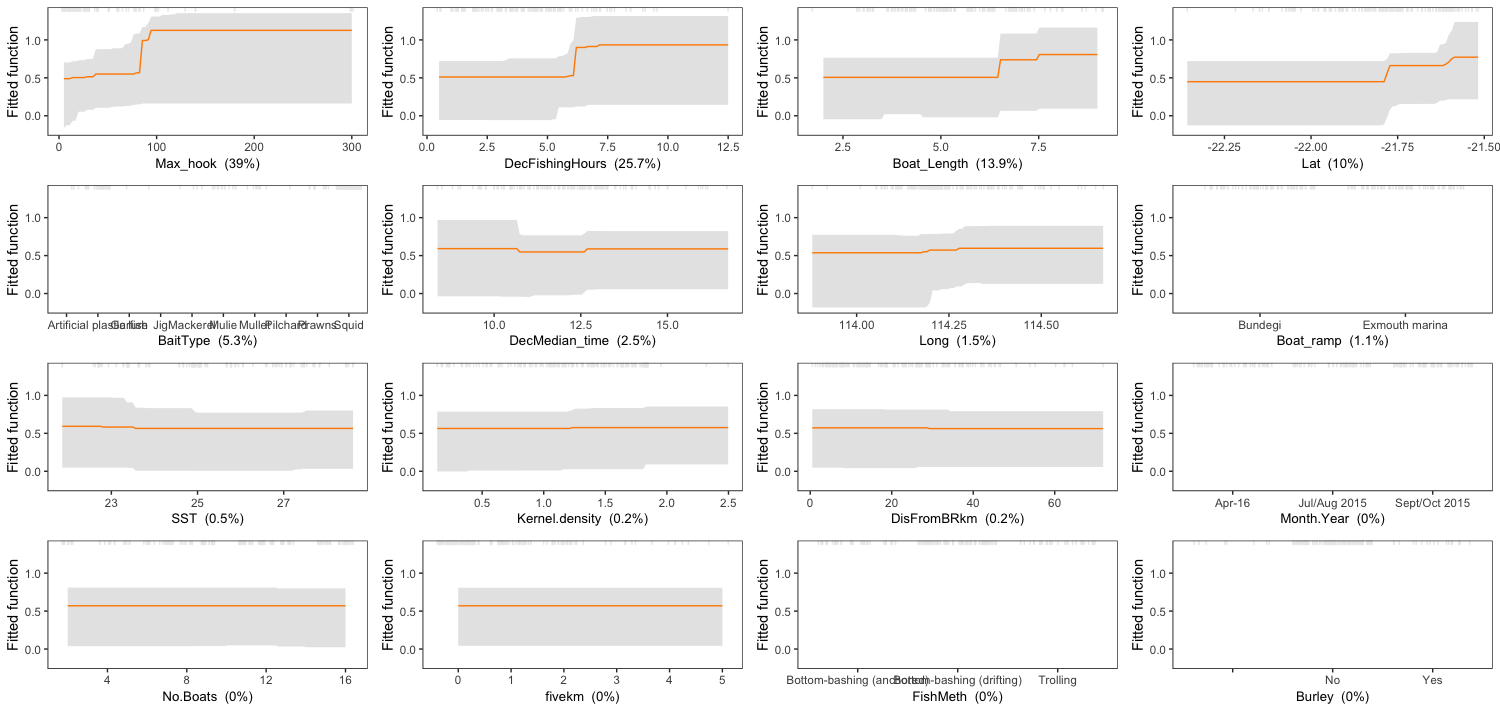 Fitted function
1.0
0.5
0.0
0 100 200 300
Max_hook (39%)
Fitted function
1.0
0.5
0.0
0.0 2.5 5.0 7.5 10.0 12.5
DecFishingHours (25.7%)
Fitted function
1.0
0.5
0.0
2.5 5.0 7.5
Boat_Length (13.9%)
Fitted function
1.0
0.5
0.0
-22.25 -22.00 -21.75 -21.50
Lat (10%)
Fitted function
1.0
0.5
0.0
Artificial plastic lure Garfish Jig Mackerel Mulie Mullet Pilchard Prawns Squid
BaitType (5.3%)
Fitted function
1.0
0.5
0.0
10.0 12.5 15.0
DecMedian_time (2.5%)
Fitted function
1.0
0.5
0.0
114.00 114.25 114.50
Long (1.5%)
Fitted function
1.0
0.5
0.0
Bundegi Exmouth marina
Boat_ramp (1.1%)
Fitted function
1.0
0.5
0.0
23 25 27
SST (0.5%)
Fitted function
1.0
0.5
0.0
0.5 1.0 1.5 2.0 2.5
Kernel.density (0.2%)
Fitted function
1.0
0.5
0.0
0 20 40 60
DisFromBRkm (0.2%)
Fitted function
1.0
0.5
0.0
Apr-16 Jul/Aug 2015 Sept/Oct 2015
Month.Year (0%)
Fitted function
1.0
0.5
0.0
4 8 12 16
No.Boats (0%)
Fitted function
1.0
0.5
0.0
0 1 2 3 4 5
fivekm (0%)
Fitted function
1.0
0.5
0.0
Bottom-bashing (anchored) Bottom-bashing (drifting) Trolling
FishMeth (0%)
Fitted function
1.0
0.5
0.0
No Yes
Burley (0%)